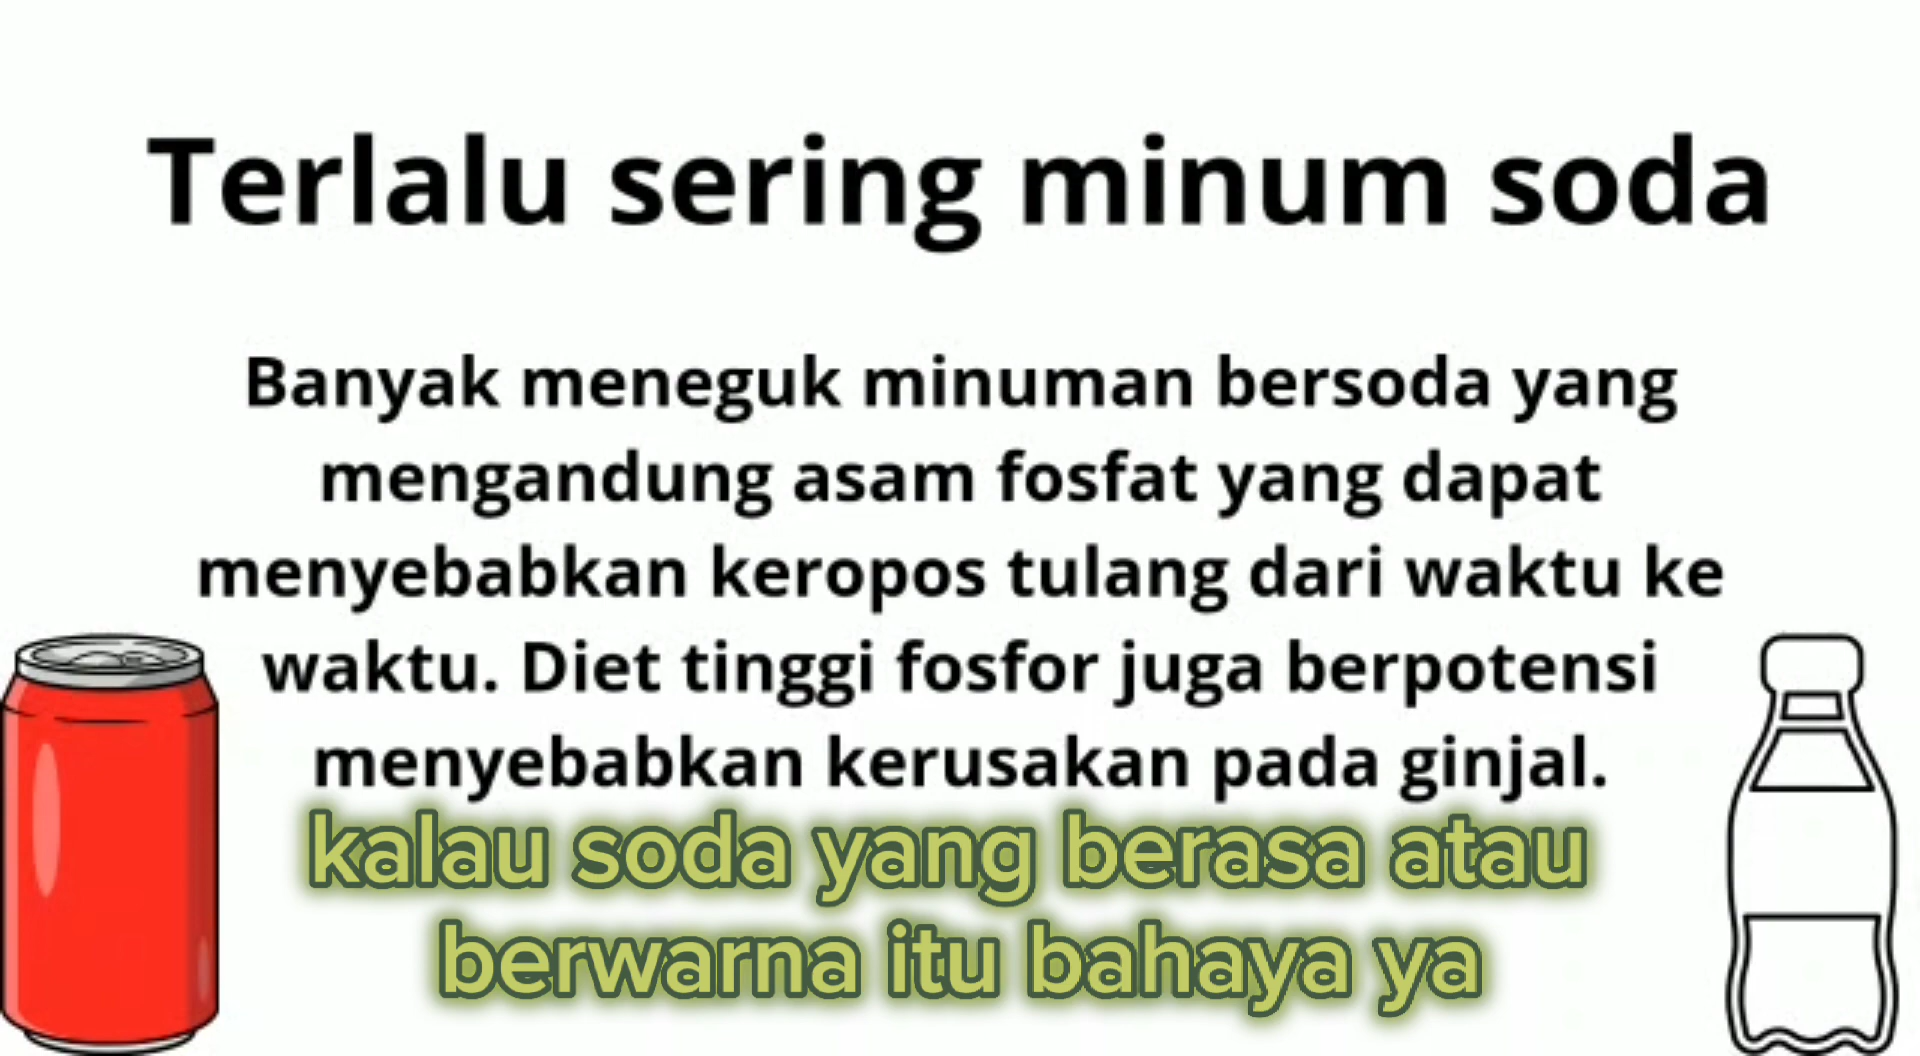 Terlalu sering minum soda
Banyak meneguk minuman bersoda yang
mengandung asam fosfat yang dapat
menyebabkan keropos tulang dari waktu ke
waktu. Diet tinggi fosfor juga berpotensi
menyebabkan kerusakan pada ginjal.
kalau soda yang berasa atau
berwarna itu bahaya ya